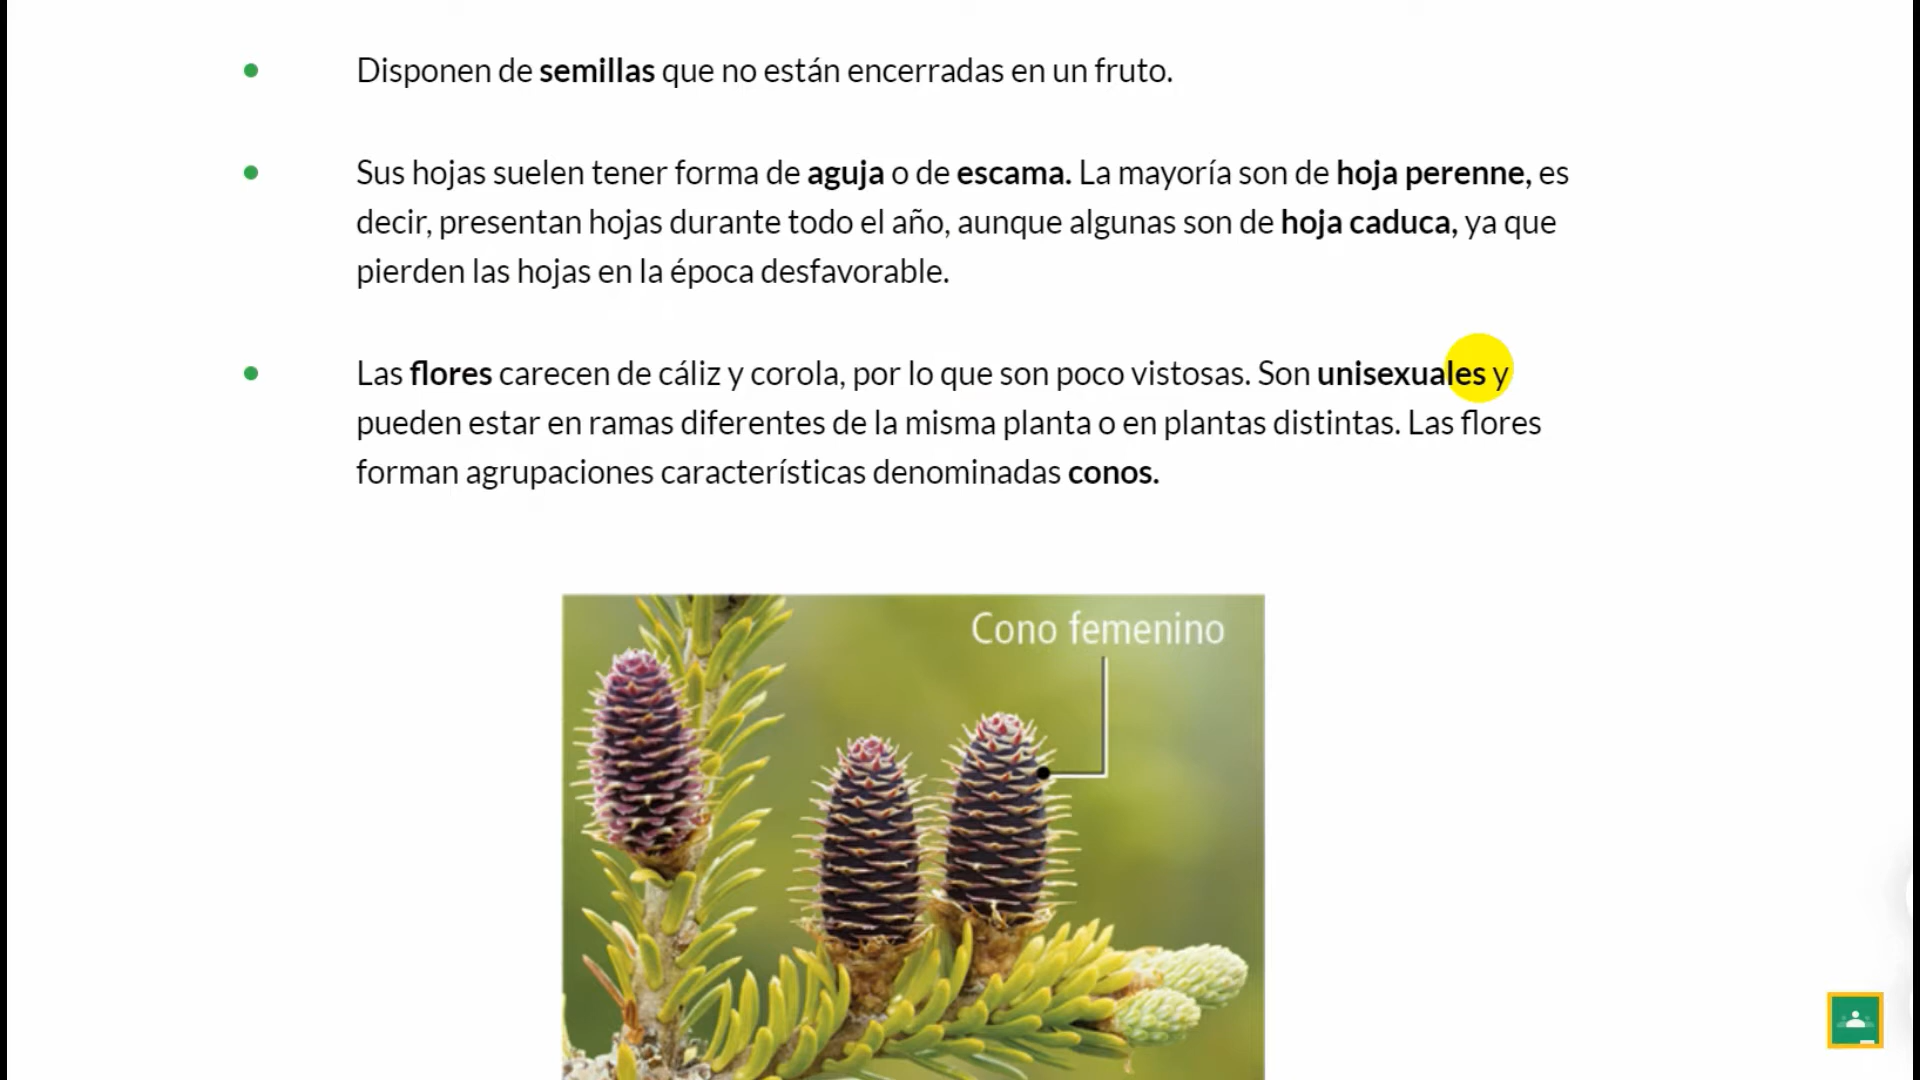 Disponen de semillas que no están encerradas en un fruto.
Sus hojas suelen tener forma de aguja o de escama. La mayoría son de hoja perenne, es
decir, presentan hojas durante todo el año, aunque algunas son de hoja caduca, ya que
pierden las hojas en la época desfavorable.
Las flores carecen de cáliz y corola, por lo que son poco vistosas. Son unisexuales y
pueden estar en ramas diferentes de la misma planta o en plantas distintas. Las flores
forman agrupaciones características denominadas conos.
Cono femenino